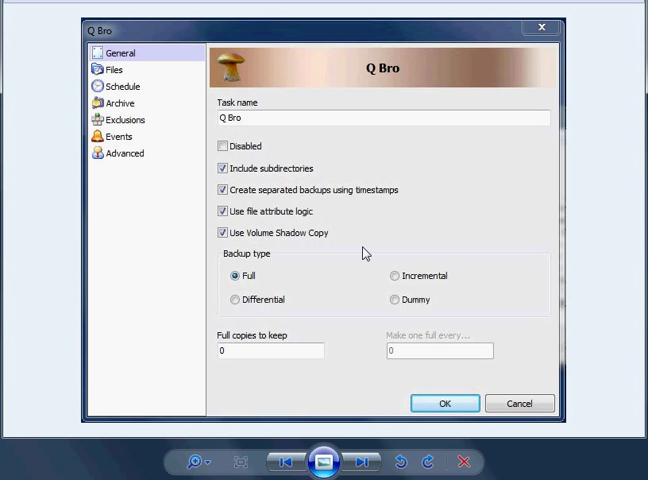 Q Bro
General
Files
Schedule
Archive
Exclusions
Events
Advanced
Q Bro
Task name
Q Bro
Disabled
Include subdirectories
Create separated backups using timestamps
Use file attribute logic
Use Volume Shadow Copy
Backup type
Full
Incremental
Differential
Dummy
Full copies to keep
Make one full every...
0
0
OK
Cancel